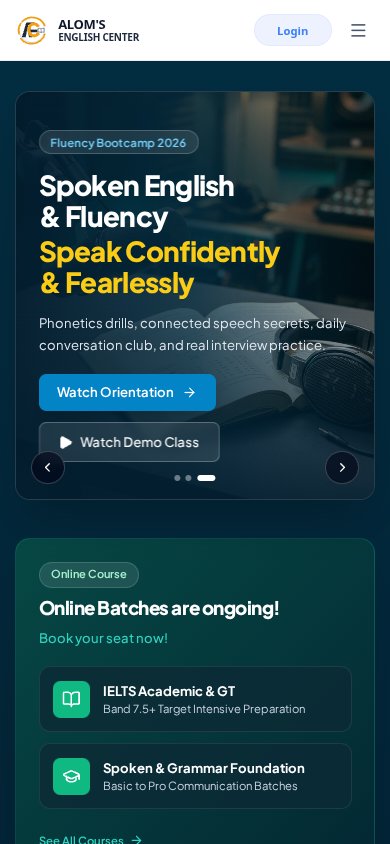 ALOM'S
ENGLISH CENTER
Login
Fluency Bootcamp 2026
Spoken English
& Fluency
Speak Confidently
& Fearlessly
Phonetics drills, connected speech secrets, daily
conversation club, and real interview practice.
Watch Orientation
Watch Demo Class
Online Course
Online Batches are ongoing!
Book your seat now!
IELTS Academic & GT
Band 7.5+ Target Intensive Preparation
Spoken & Grammar Foundation
Basic to Pro Communication Batches
See All Courses